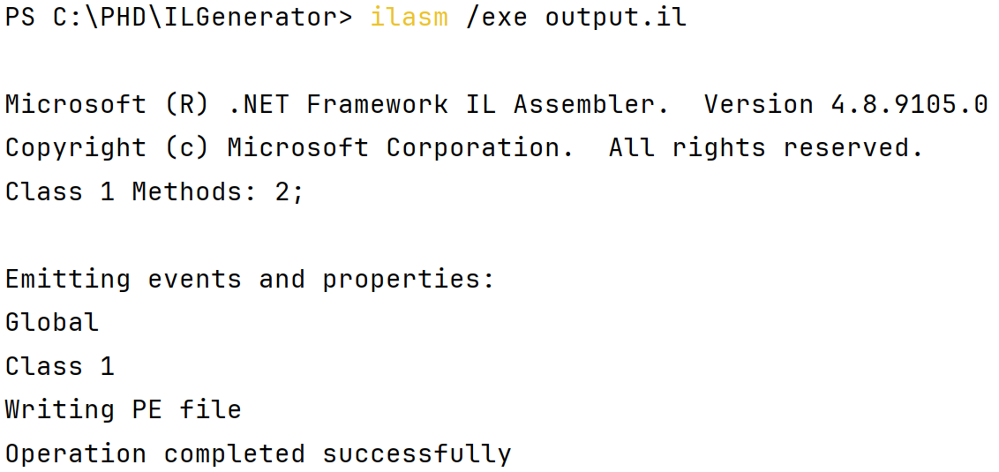 PS C:\PHD\ILGenerator> ilasm /exe output.il
Microsoft (R) .NET Framework IL Assembler.  Version 4.8.9105.0
Copyright (c) Microsoft Corporation.  All rights reserved.
Class 1 Methods: 2;
Emitting events and properties:
Global
Class 1
Writing PE file
Operation completed successfully